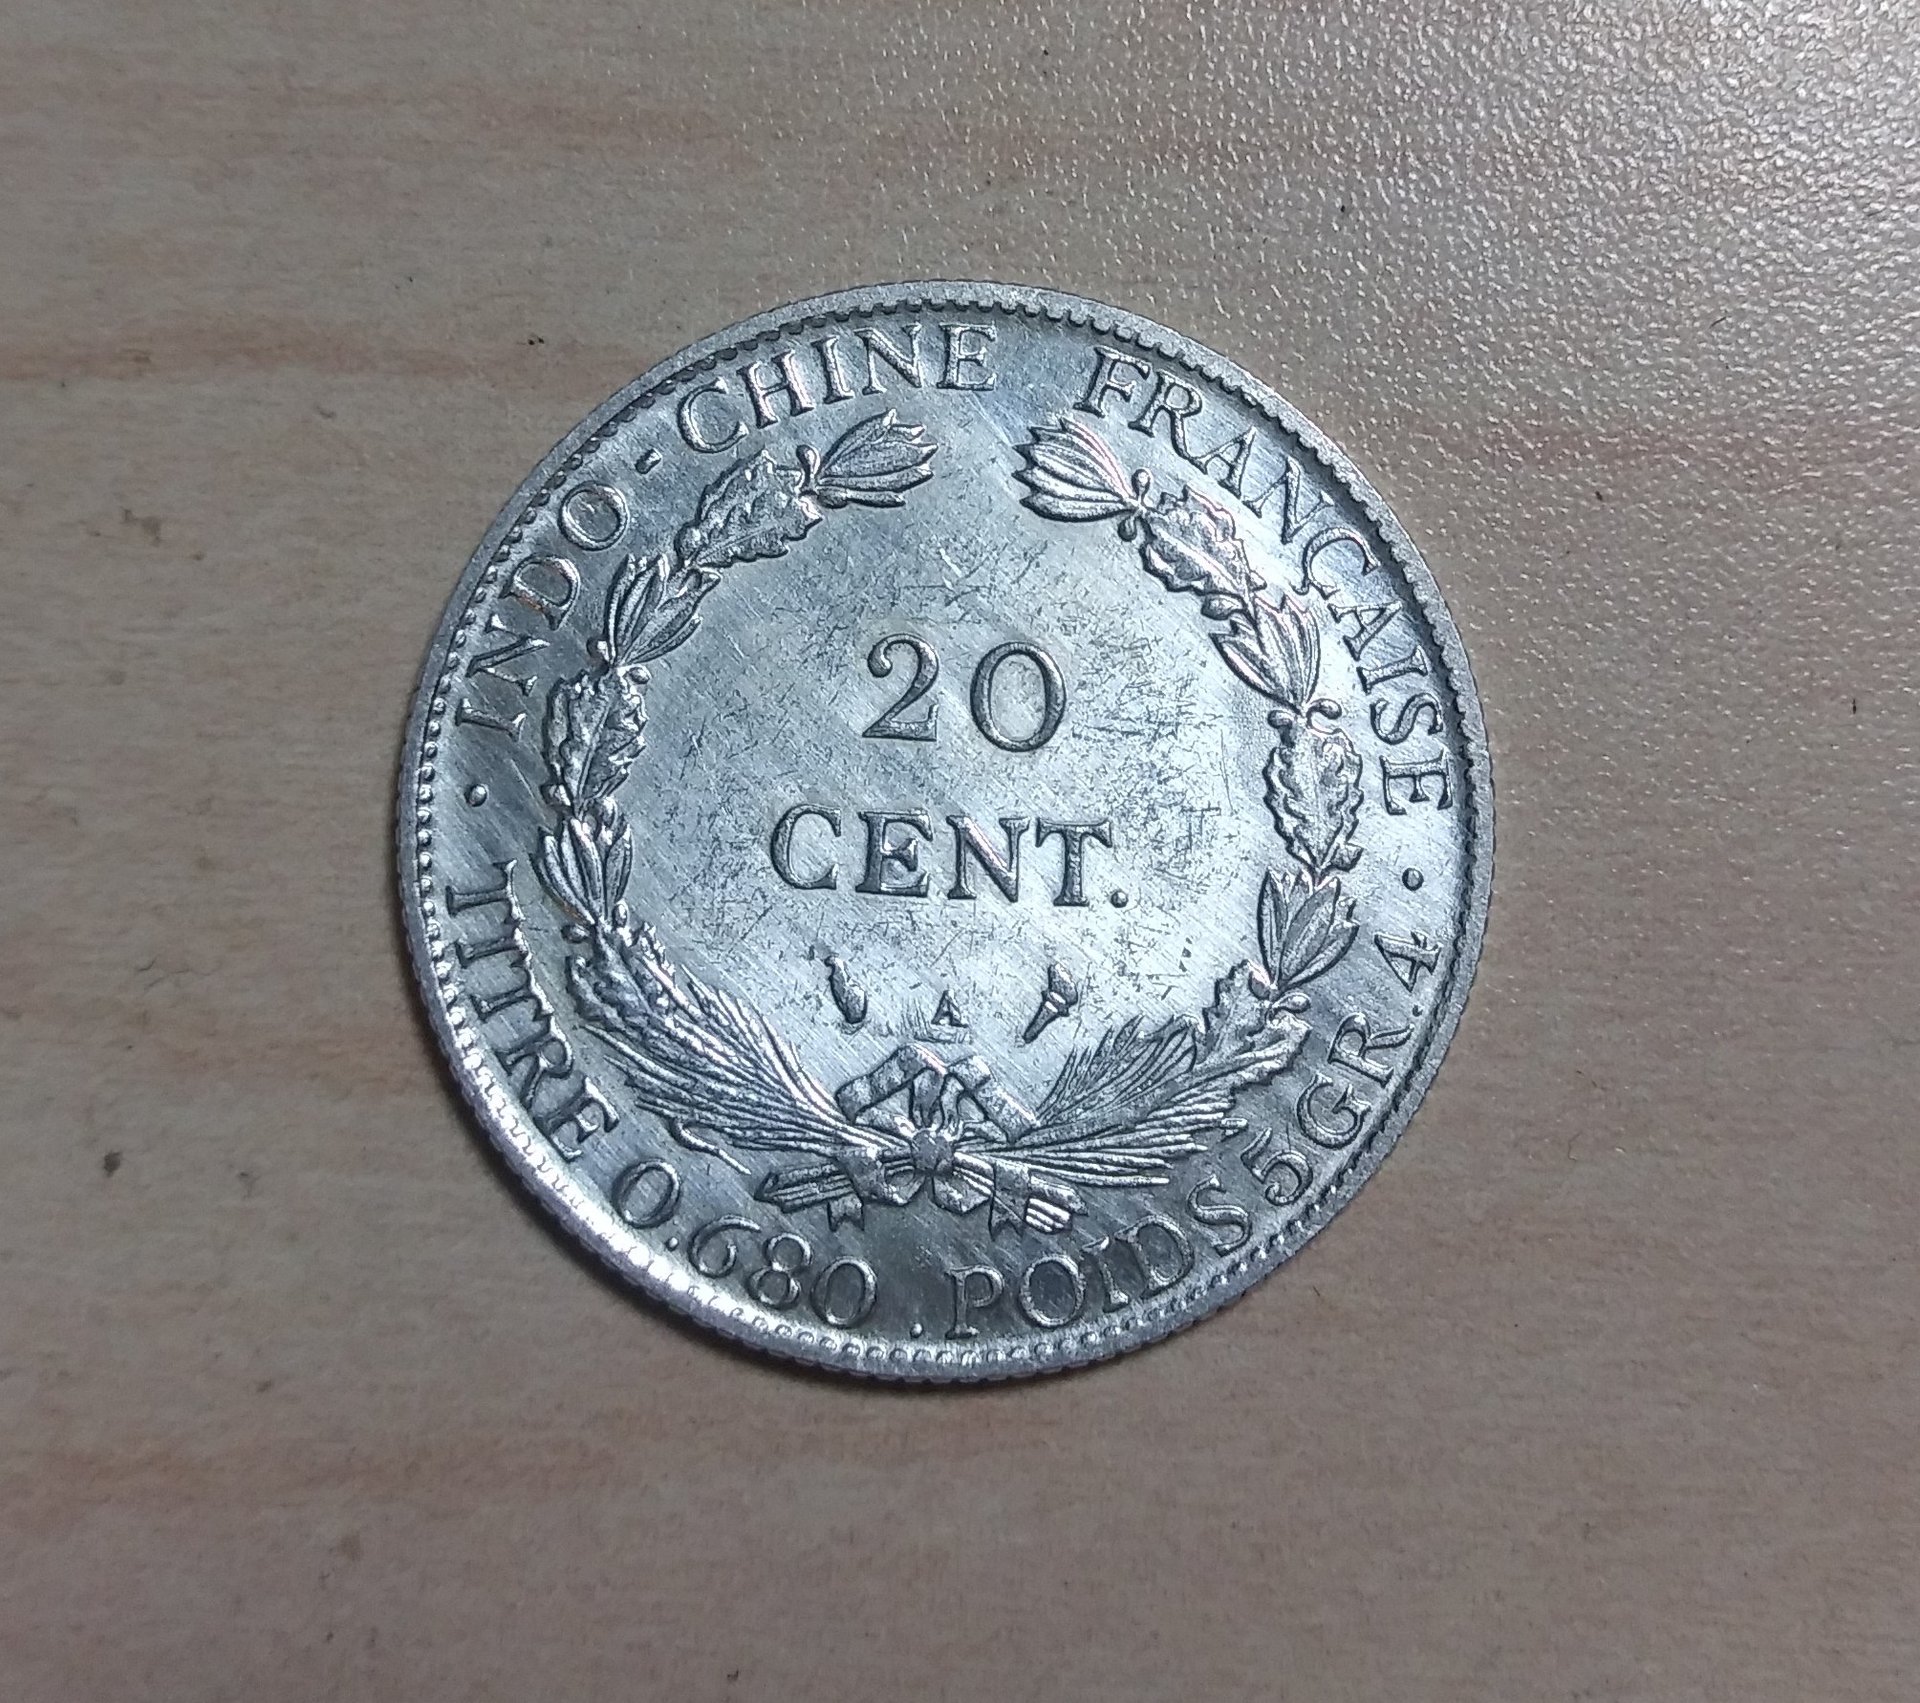 · INDO-CHINE FRANÇAISE ·
20
CENT.
A
TITRE 0.680 . POIDS 5GR.4